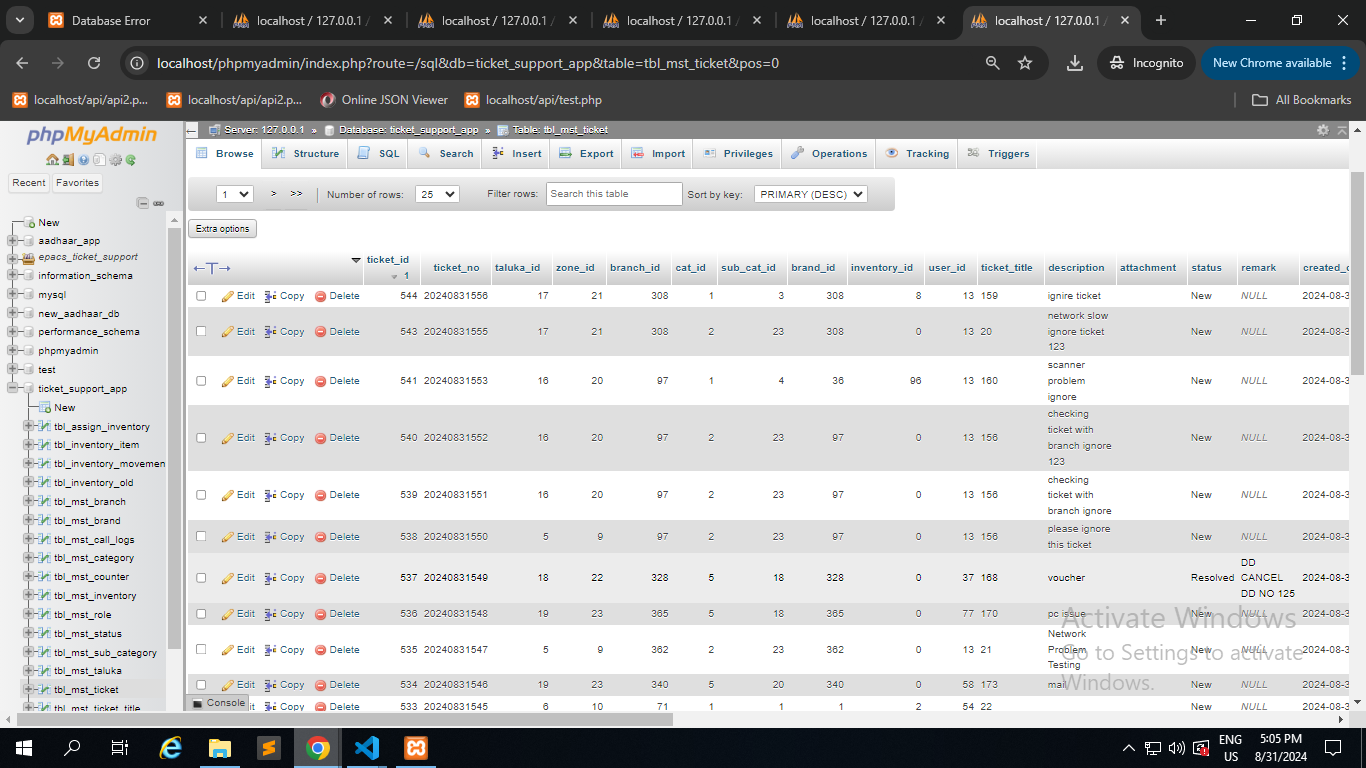 Database Error
localhost / 127.0.0.1 /
localhost / 127.0.0.1 /
localhost / 127.0.0.1 /
localhost / 127.0.0.1 /
localhost / 127.0.0.1 /
localhost/phpmyadmin/index.php?route=/sql&db=ticket_support_app&table=tbl_mst_ticket&pos=0
Incognito
New Chrome available
localhost/api/api2.p...
localhost/api/api2.p...
Online JSON Viewer
localhost/api/test.php
All Bookmarks
phpMyAdmin
Recent
Favorites
New
aadhaar_app
epacs_ticket_support
information_schema
mysql
new_aadhaar_db
performance_schema
phpmyadmin
test
ticket_support_app
New
tbl_assign_inventory
tbl_inventory_item
tbl_inventory_movemen
tbl_inventory_old
tbl_mst_branch
tbl_mst_brand
tbl_mst_call_logs
tbl_mst_category
tbl_mst_counter
tbl_mst_inventory
tbl_mst_role
tbl_mst_status
tbl_mst_sub_category
tbl_mst_taluka
tbl_mst_ticket
tbl_mst_ticket_title
Server: 127.0.0.1 » Database: ticket_support_app » Table: tbl_mst_ticket
Browse Structure SQL Search Insert Export Import Privileges Operations Tracking Triggers
1 > >> Number of rows: 25 Filter rows: Search this table Sort by key: PRIMARY (DESC)
Extra options
←T→ ticket_id 1 ticket_no taluka_id zone_id branch_id cat_id sub_cat_id brand_id inventory_id user_id ticket_title description attachment status remark created_
Edit Copy Delete 544 20240831556 17 21 308 1 3 308 8 13 159 ignire ticket New NULL 2024-08-3
Edit Copy Delete 543 20240831555 17 21 308 2 23 308 0 13 20 network slow ignore ticket 123 New NULL 2024-08-3
Edit Copy Delete 541 20240831553 16 20 97 1 4 36 96 13 160 scanner problem ignore New NULL 2024-08-3
Edit Copy Delete 540 20240831552 16 20 97 2 23 97 0 13 156 checking ticket with branch ignore 123 New NULL 2024-08-3
Edit Copy Delete 539 20240831551 16 20 97 2 23 97 0 13 156 checking ticket with branch ignore New NULL 2024-08-3
Edit Copy Delete 538 20240831550 5 9 97 2 23 97 0 13 156 please ignore this ticket New NULL 2024-08-3
Edit Copy Delete 537 20240831549 18 22 328 5 18 328 0 37 168 voucher Resolved DD CANCEL DD NO 125 2024-08-3
Edit Copy Delete 536 20240831548 19 23 365 5 18 365 0 77 170 pc issue New NULL 2024-08-3
Edit Copy Delete 535 20240831547 5 9 362 2 23 362 0 13 21 Network Problem Testing New NULL 2024-08-3
Edit Copy Delete 534 20240831546 19 23 340 5 20 340 0 58 173 mail New NULL 2024-08-3
Copy Delete 533 20240831545 6 10 71 1 1 1 2 54 22 New NULL 2024-08-3
Console
Activate Windows
Go to Settings to activate
Windows.
ENG
US
5:05 PM
8/31/2024